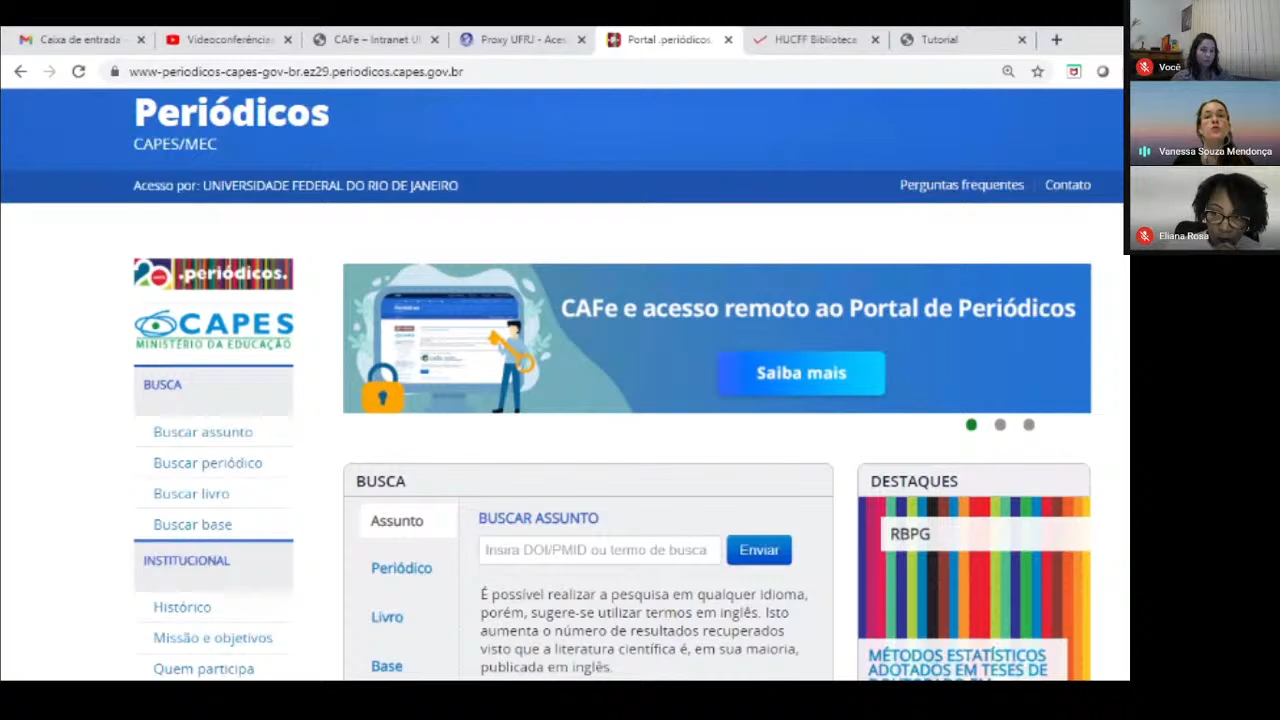 Caixa de entrada
Videoconferência
CAFe – Intranet U
Proxy UFRJ - Ace
Portal .periódicos.
HUCFF Biblioteca
Tutorial
www-periodicos-capes-gov-br.ez29.periodicos.capes.gov.br
Periódicos
CAPES/MEC
Acesso por: UNIVERSIDADE FEDERAL DO RIO DE JANEIRO
Perguntas frequentes
Contato
Você
Vanessa Souza Mendonça
Eliana Rosa
20 .periódicos.
CAPES
MINISTÉRIO DA EDUCAÇÃO
BUSCA
Buscar assunto
Buscar periódico
Buscar livro
Buscar base
INSTITUCIONAL
Histórico
Missão e objetivos
Quem participa
CAFe e acesso remoto ao Portal de Periódicos
Saiba mais
BUSCA
Assunto
Periódico
Livro
Base
BUSCAR ASSUNTO
Insira DOI/PMID ou termo de busca
Enviar
É possível realizar a pesquisa em qualquer idioma,
porém, sugere-se utilizar termos em inglês. Isto
aumenta o número de resultados recuperados
visto que a literatura científica é, em sua maioria,
publicada em inglês.
DESTAQUES
RBPG
MÉTODOS ESTATÍSTICOS
ADOTADOS EM TESES DE